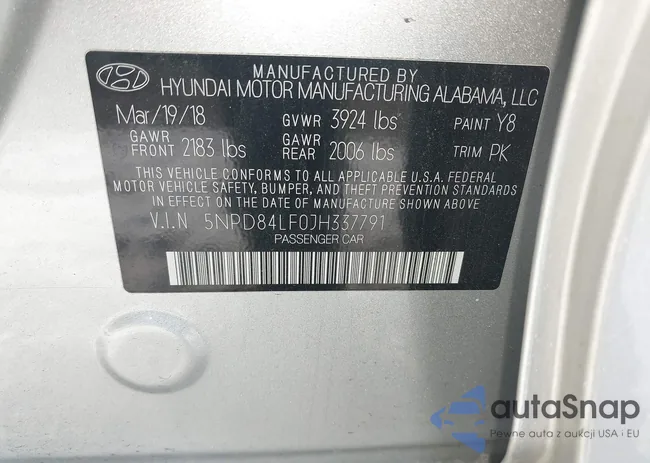 MANUFACTURED BY
HYUNDAI MOTOR MANUFACTURING ALABAMA, LLC
Mar/19/18 GVWR 3924 lbs PAINT Y8
GAWR FRONT 2183 lbs GAWR REAR 2006 lbs TRIM PK
THIS VEHICLE CONFORMS TO ALL APPLICABLE U.S.A. FEDERAL
MOTOR VEHICLE SAFETY, BUMPER, AND THEFT PREVENTION STANDARDS
IN EFFECT ON THE DATE OF MANUFACTURE SHOWN ABOVE.
V.I.N 5NPD84LF0JH337791
PASSENGER CAR
autaSnap
Pewne auta z aukcji USA i EU